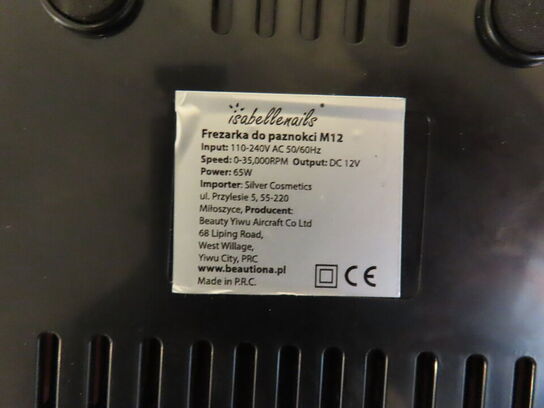 isabellenails®
Frezarka do paznokci M12
Input: 110-240V AC 50/60Hz
Speed: 0-35,000RPM Output: DC 12V
Power: 65W
Importer: Silver Cosmetics
ul. Przylesie 5, 55-220
Miłoszyce, Producent:
Beauty Yiwu Aircraft Co Ltd
68 Liping Road,
West Willage,
Yiwu City, PRC
www.beautiona.pl
Made in P.R.C.
CE